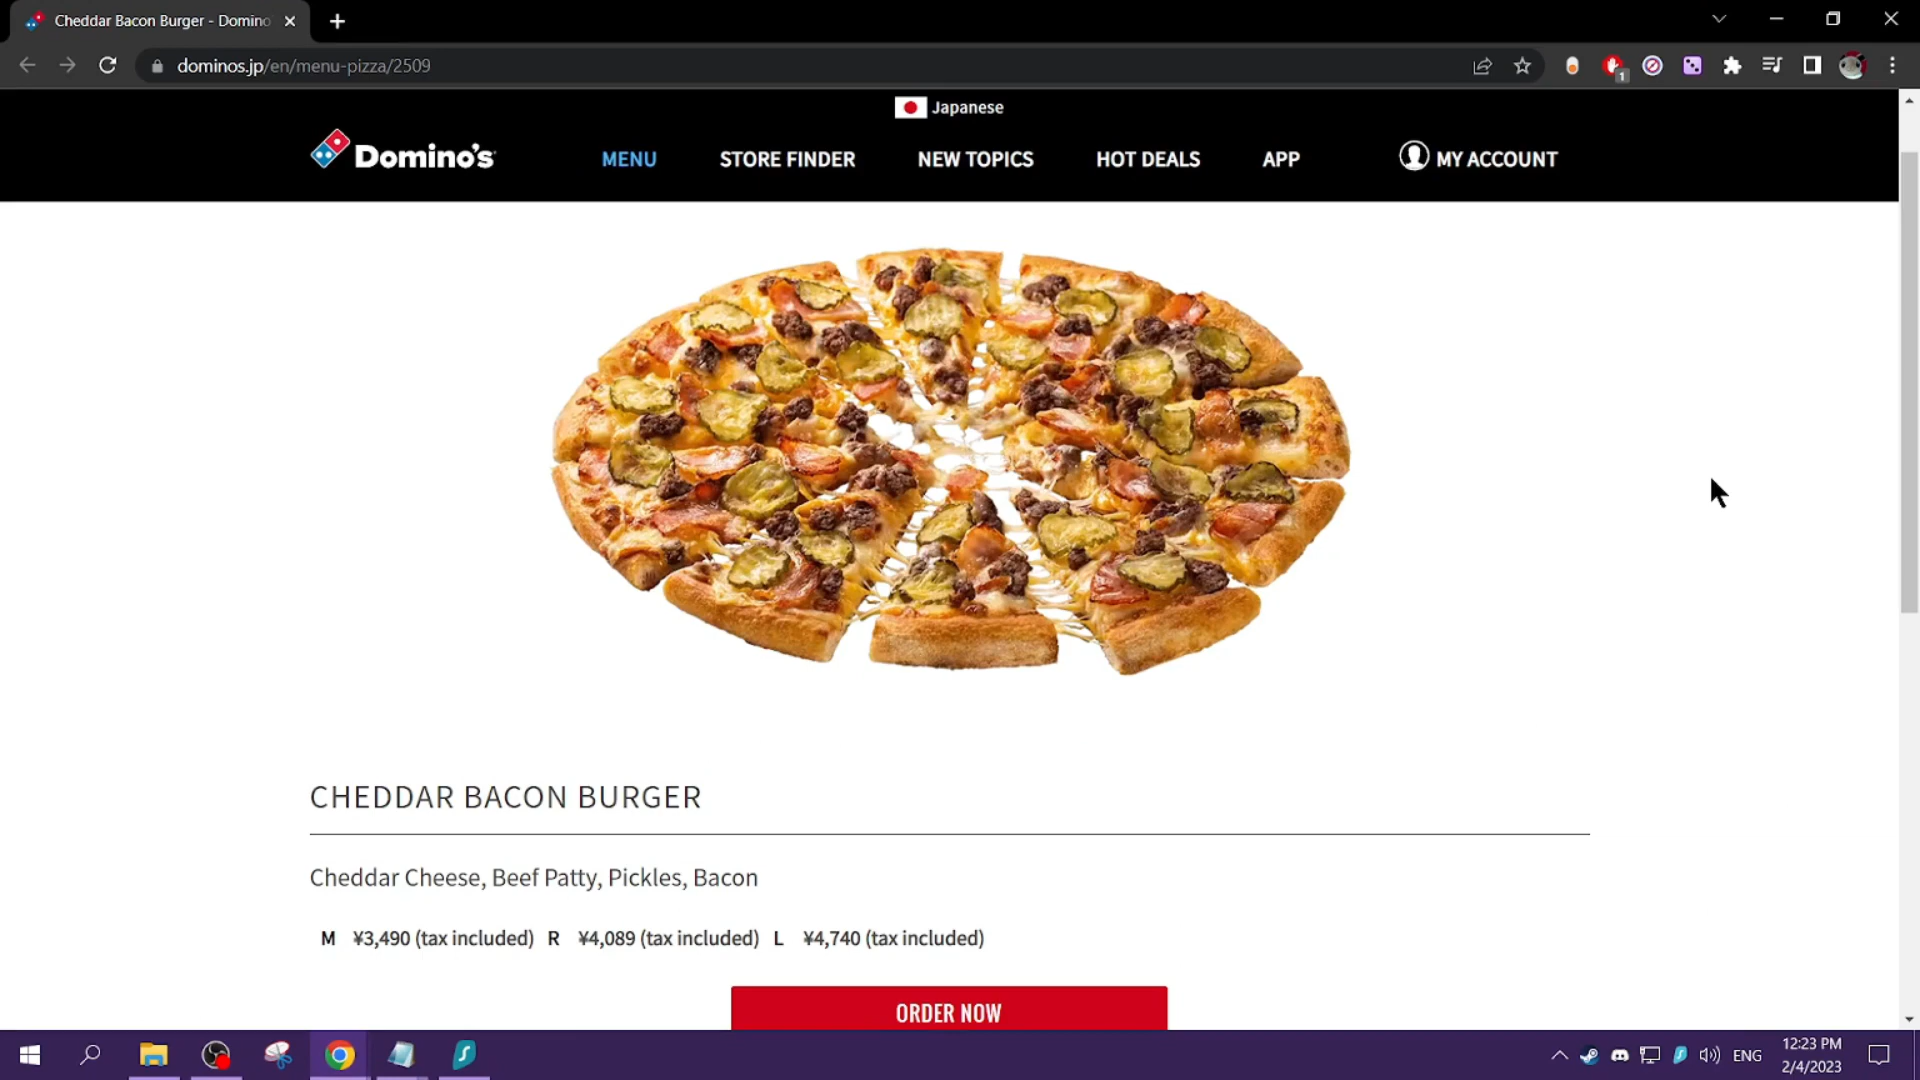 Cheddar Bacon Burger - Domino
dominos.jp/en/menu-pizza/2509
1
Japanese
Domino's
MENU
STORE FINDER
NEW TOPICS
HOT DEALS
APP
MY ACCOUNT
CHEDDAR BACON BURGER
Cheddar Cheese, Beef Patty, Pickles, Bacon
M ¥3,490 (tax included) R ¥4,089 (tax included) L ¥4,740 (tax included)
ORDER NOW
ENG
12:23 PM
2/4/2023